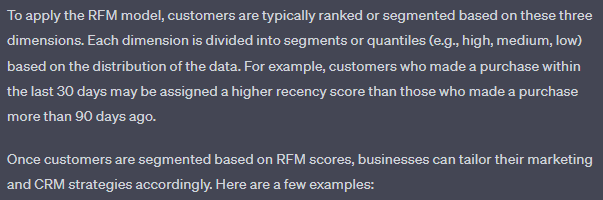 To apply the RFM model, customers are typically ranked or segmented based on these three
dimensions. Each dimension is divided into segments or quantiles (e.g., high, medium, low)
based on the distribution of the data. For example, customers who made a purchase within
the last 30 days may be assigned a higher recency score than those who made a purchase
more than 90 days ago.
Once customers are segmented based on RFM scores, businesses can tailor their marketing
and CRM strategies accordingly. Here are a few examples: